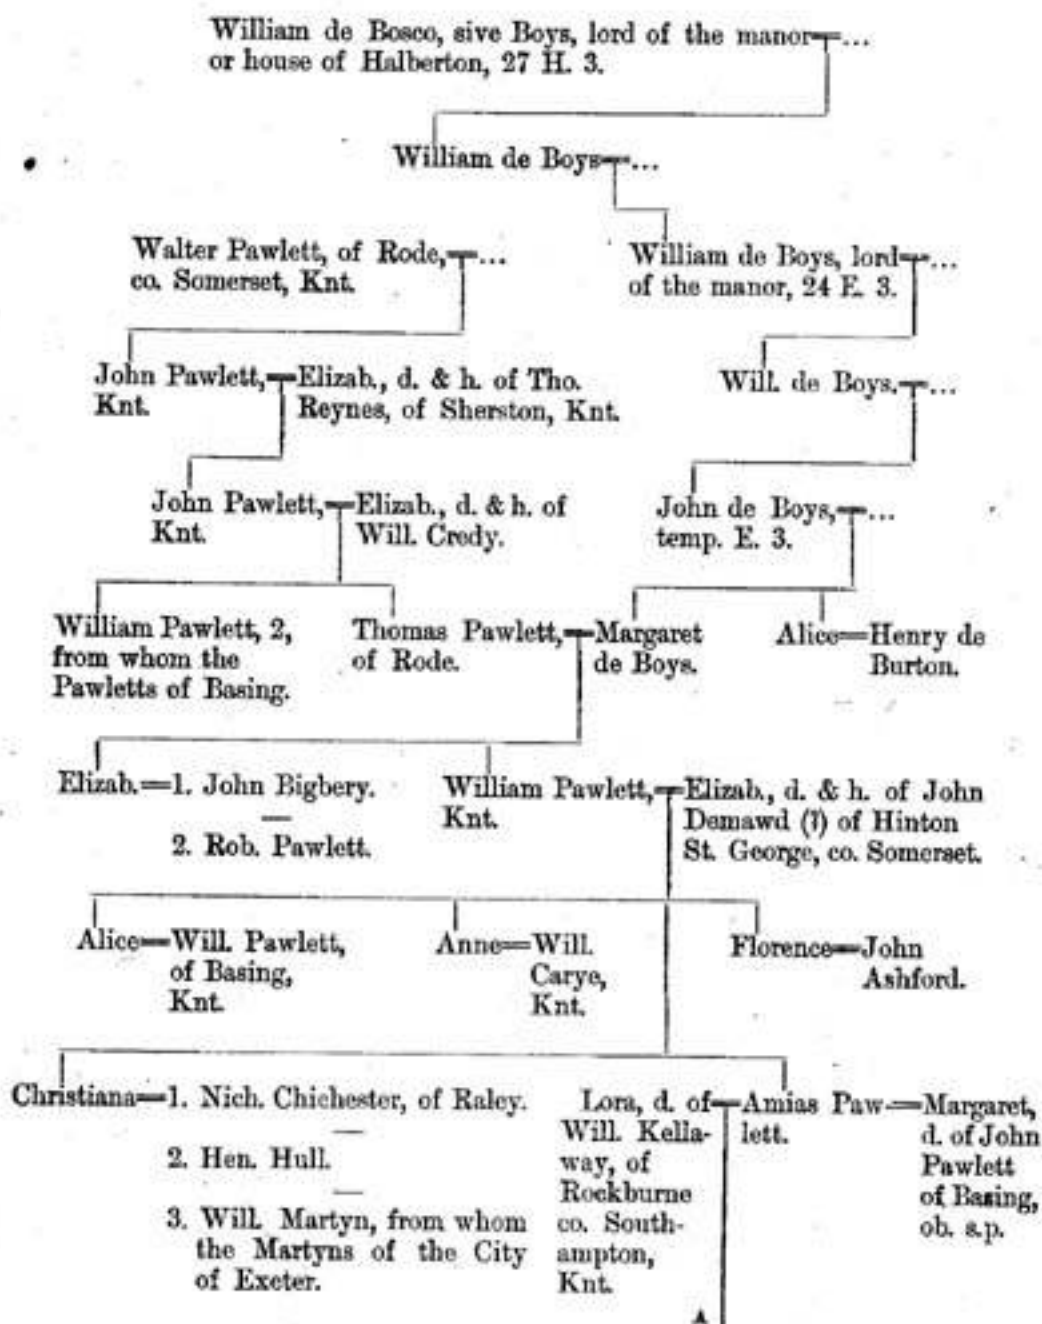 William de Bosco, sive Boys, lord of the manor=...
or house of Halberton, 27 H. 3.
William de Boys=...
Walter Pawlett, of Rode,=...
co. Somerset, Knt.
William de Boys, lord=...
of the manor, 24 E. 3.
John Pawlett,=Elizab., d. & h. of Tho.
Knt. Reynes, of Sherston, Knt.
Will. de Boys.=...
John Pawlett,=Elizab., d. & h. of
Knt. Will. Credy.
John de Boys,=...
temp. E. 3.
William Pawlett, 2,
from whom the
Pawletts of Basing.
Thomas Pawlett,=Margaret
of Rode. de Boys.
Alice=Henry de
Burton.
Elizab.=1. John Bigbery.
—
2. Rob. Pawlett.
William Pawlett,=Elizab., d. & h. of John
Knt. Demawd (?) of Hinton
St. George, co. Somerset.
Alice=Will. Pawlett,
of Basing,
Knt.
Anne=Will.
Carye,
Knt.
Florence=John
Ashford.
Christiana=1. Nich. Chichester, of Raley.
—
2. Hen. Hull.
—
3. Will. Martyn, from whom
the Martyns of the City
of Exeter.
Lora, d. of=Amias Paw-=Margaret,
Will. Kella- lett. d. of John
way, of Pawlett
Rockburne of Basing,
co. South- ob. s.p.
ampton,
Knt.
A